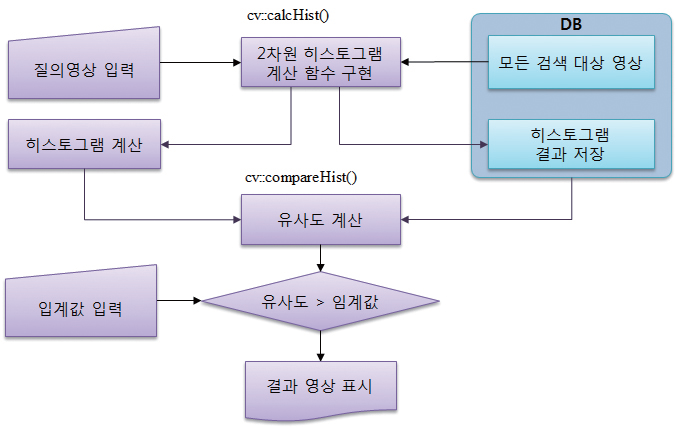 cv::calcHist()
DB
질의영상 입력
2차원 히스토그램
계산 함수 구현
모든 검색 대상 영상
히스토그램 계산
히스토그램
결과 저장
cv::compareHist()
유사도 계산
입계값 입력
유사도 > 임계값
결과 영상 표시